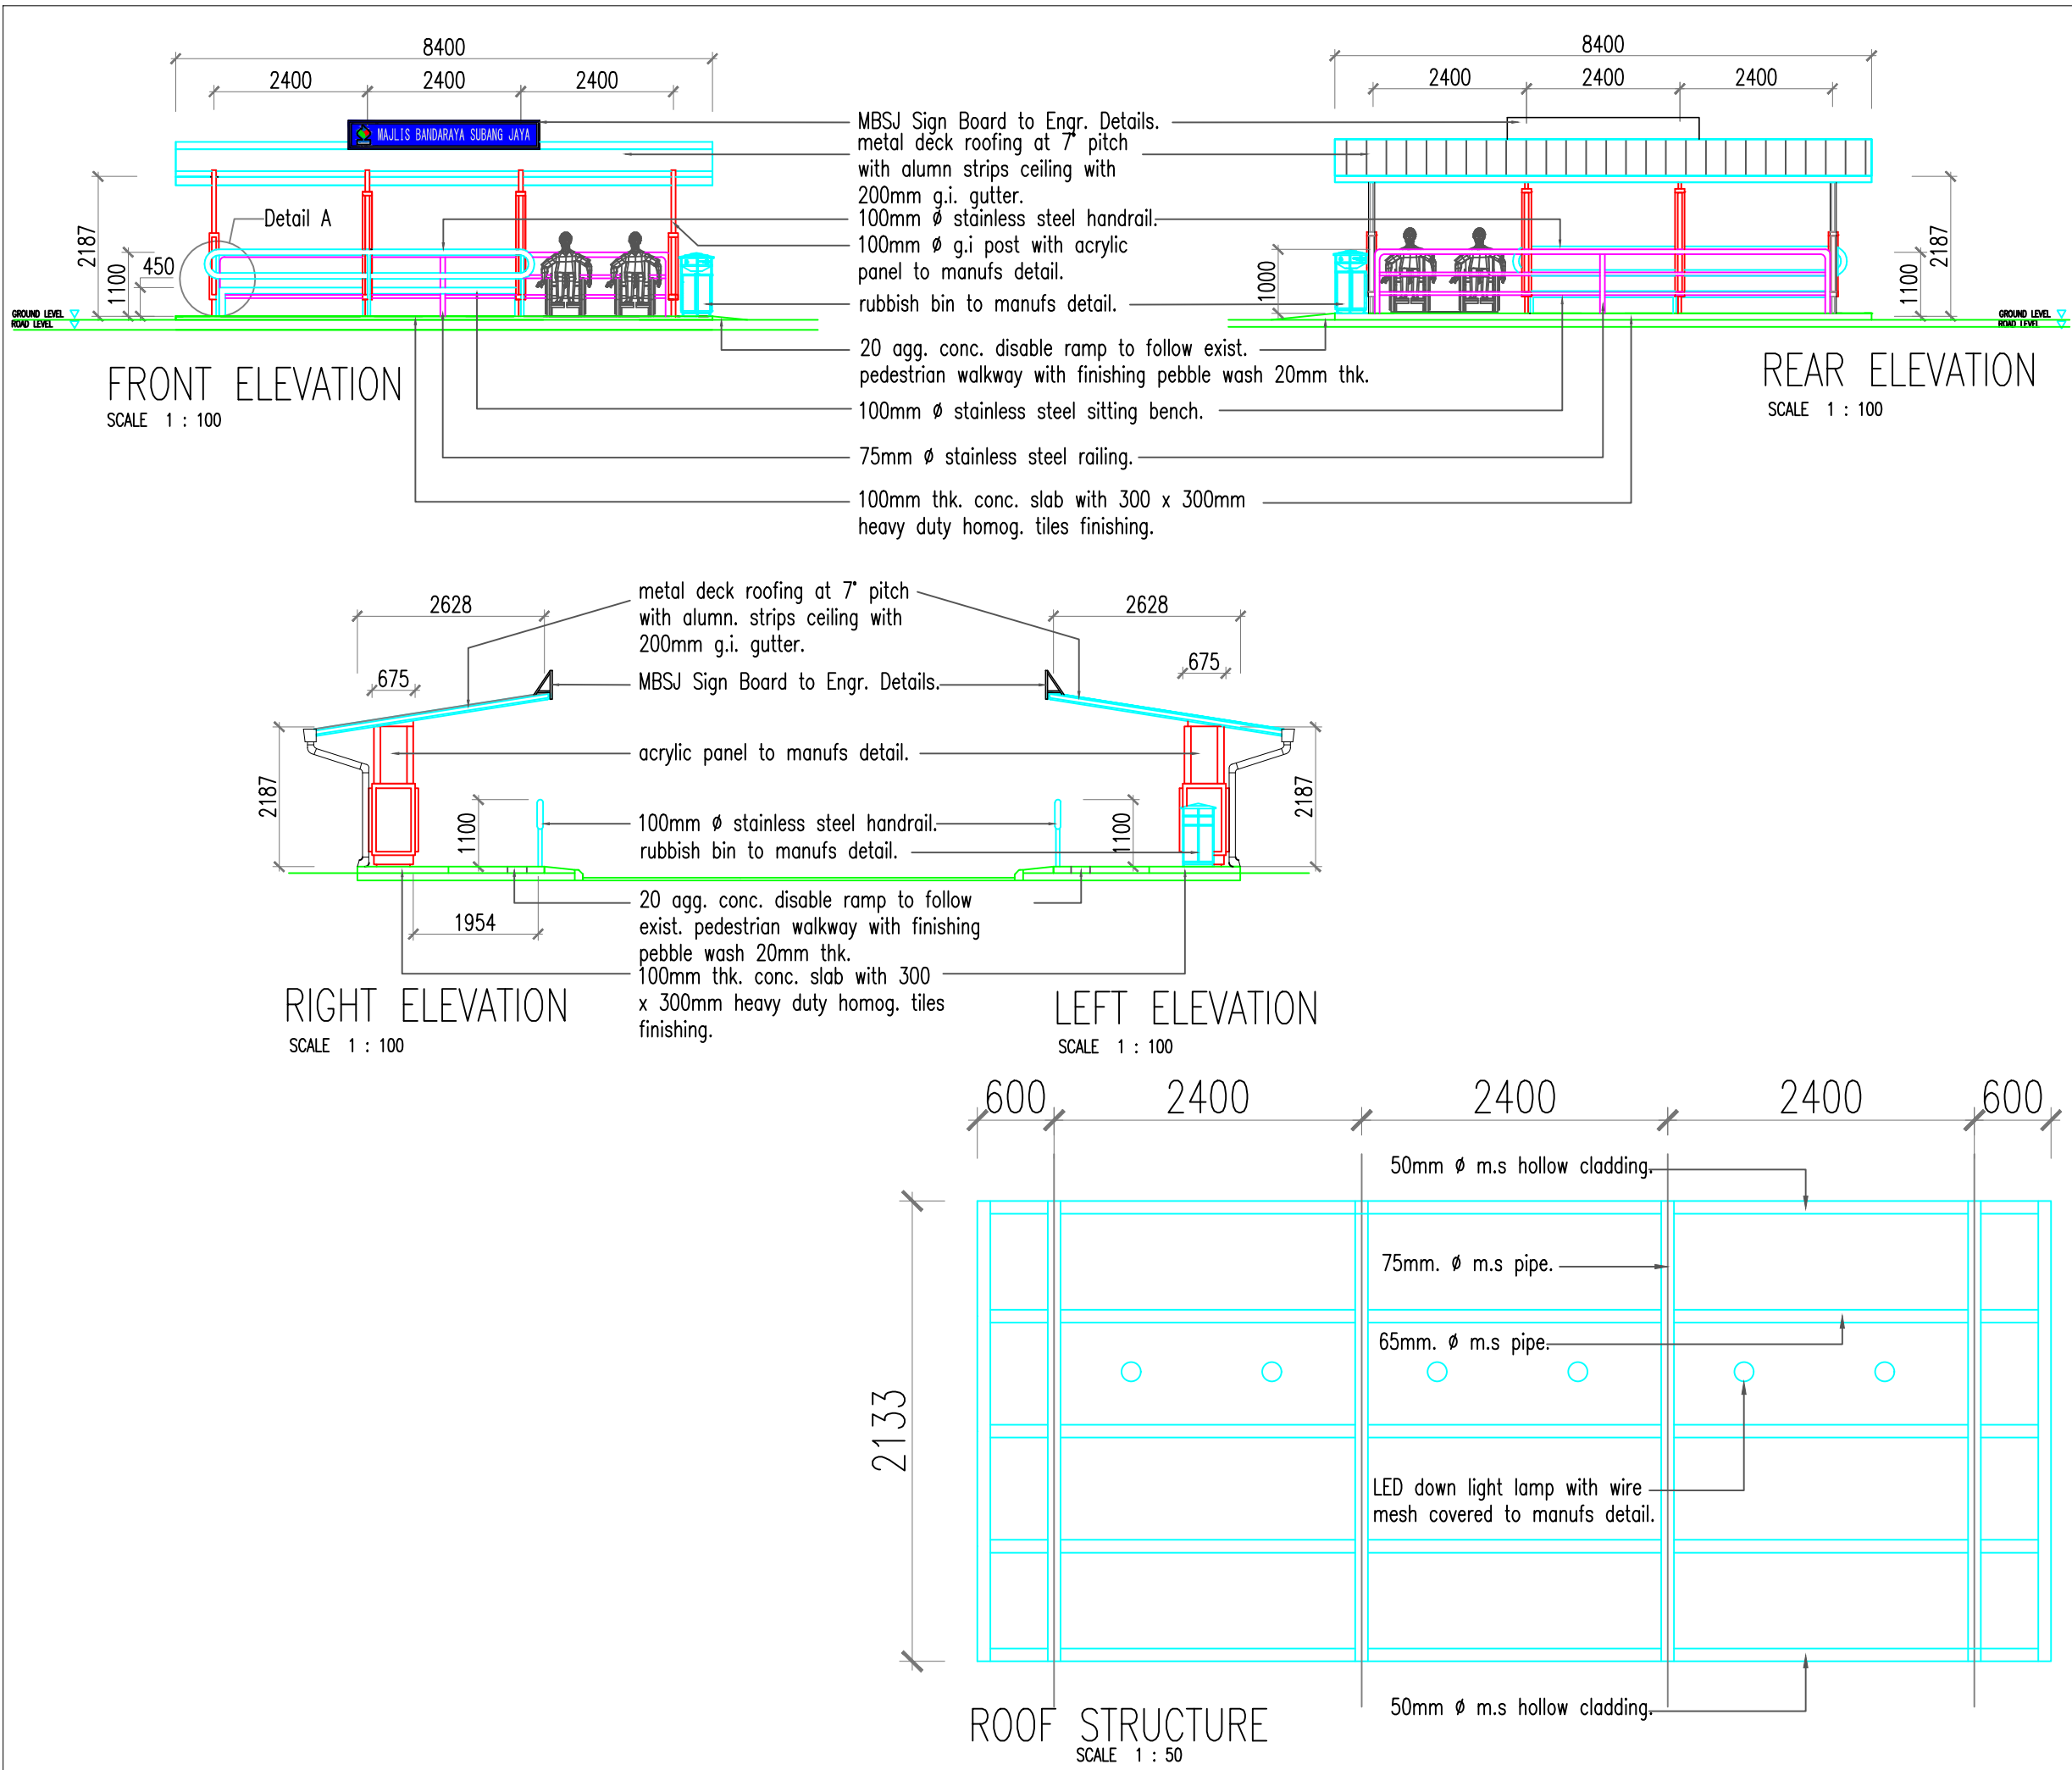 8400
2400 2400 2400
MAJLIS BANDARAYA SUBANG JAYA
Detail A
2187
1100
450
GROUND LEVEL
ROAD LEVEL
FRONT ELEVATION
SCALE 1 : 100
MBSJ Sign Board to Engr. Details.
metal deck roofing at 7° pitch
with alumn strips ceiling with
200mm g.i. gutter.
100mm ø stainless steel handrail.
100mm ø g.i post with acrylic
panel to manufs detail.
rubbish bin to manufs detail.
20 agg. conc. disable ramp to follow exist.
pedestrian walkway with finishing pebble wash 20mm thk.
100mm ø stainless steel sitting bench.
75mm ø stainless steel railing.
100mm thk. conc. slab with 300 x 300mm
heavy duty homog. tiles finishing.
8400
2400 2400 2400
1000
2187
1100
GROUND LEVEL
ROAD LEVEL
REAR ELEVATION
SCALE 1 : 100
2628
675
2187
1100
1954
RIGHT ELEVATION
SCALE 1 : 100
metal deck roofing at 7° pitch
with alumn. strips ceiling with
200mm g.i. gutter.
MBSJ Sign Board to Engr. Details.
acrylic panel to manufs detail.
100mm ø stainless steel handrail.
rubbish bin to manufs detail.
20 agg. conc. disable ramp to follow
exist. pedestrian walkway with finishing
pebble wash 20mm thk.
100mm thk. conc. slab with 300
x 300mm heavy duty homog. tiles
finishing.
2628
675
1100
2187
LEFT ELEVATION
SCALE 1 : 100
600 2400 2400 2400 600
2133
50mm ø m.s hollow cladding.
75mm. ø m.s pipe.
65mm. ø m.s pipe.
LED down light lamp with wire
mesh covered to manufs detail.
50mm ø m.s hollow cladding.
ROOF STRUCTURE
SCALE 1 : 50